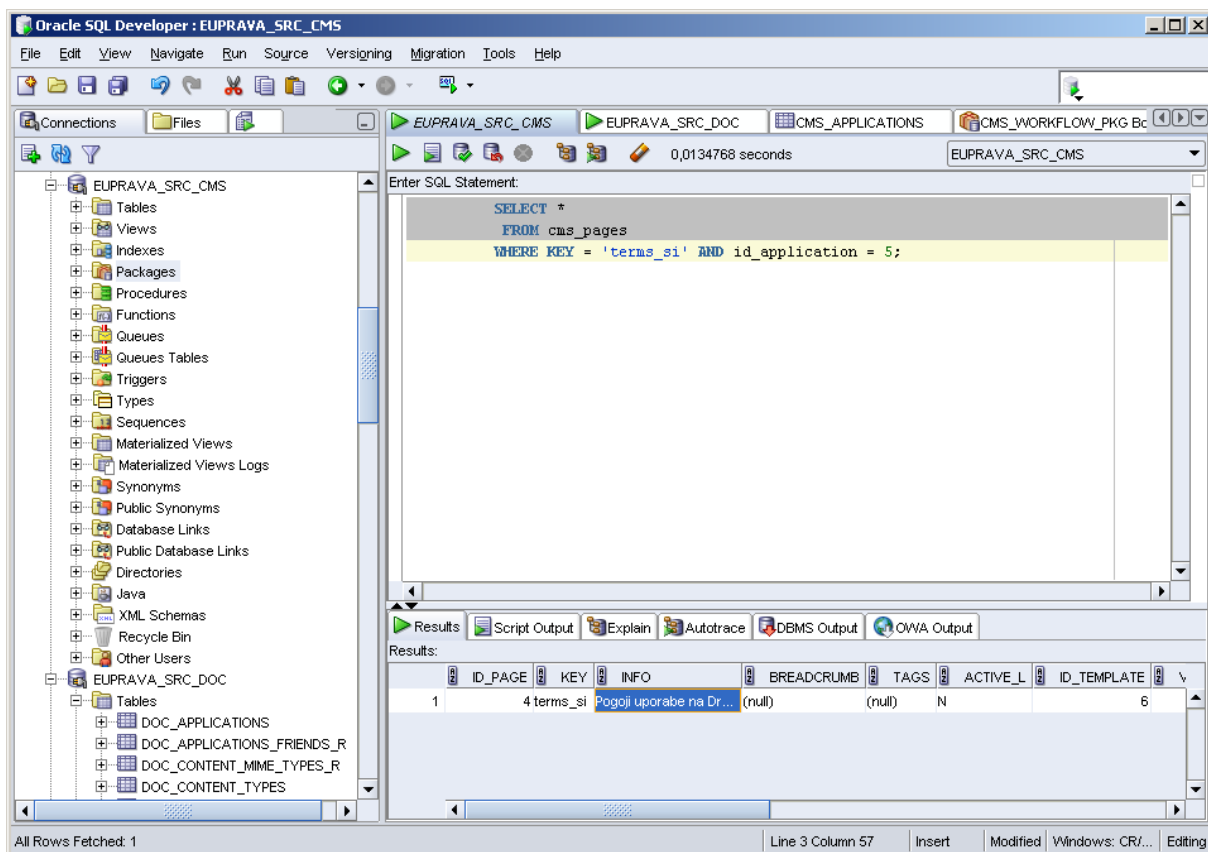 Oracle SQL Developer : EUPRAVA_SRC_CMS
File Edit View Navigate Run Source Versioning Migration Tools Help
Connections Files
EUPRAVA_SRC_CMS EUPRAVA_SRC_DOC CMS_APPLICATIONS CMS_WORKFLOW_PKG Bo
0,0134768 seconds EUPRAVA_SRC_CMS
Enter SQL Statement:
SELECT *
FROM cms_pages
WHERE KEY = 'terms_si' AND id_application = 5;
EUPRAVA_SRC_CMS
Tables
Views
Indexes
Packages
Procedures
Functions
Queues
Queues Tables
Triggers
Types
Sequences
Materialized Views
Materialized Views Logs
Synonyms
Public Synonyms
Database Links
Public Database Links
Directories
Java
XML Schemas
Recycle Bin
Other Users
EUPRAVA_SRC_DOC
Tables
DOC_APPLICATIONS
DOC_APPLICATIONS_FRIENDS_R
DOC_CONTENT_MIME_TYPES_R
DOC_CONTENT_TYPES
Results Script Output Explain Autotrace DBMS Output OWA Output
Results:
ID_PAGE KEY INFO BREADCRUMB TAGS ACTIVE_L ID_TEMPLATE
1 4 terms_si Pogoji uporabe na Dr... (null) (null) N 6
All Rows Fetched: 1 Line 3 Column 57 Insert Modified Windows: CR/... Editing